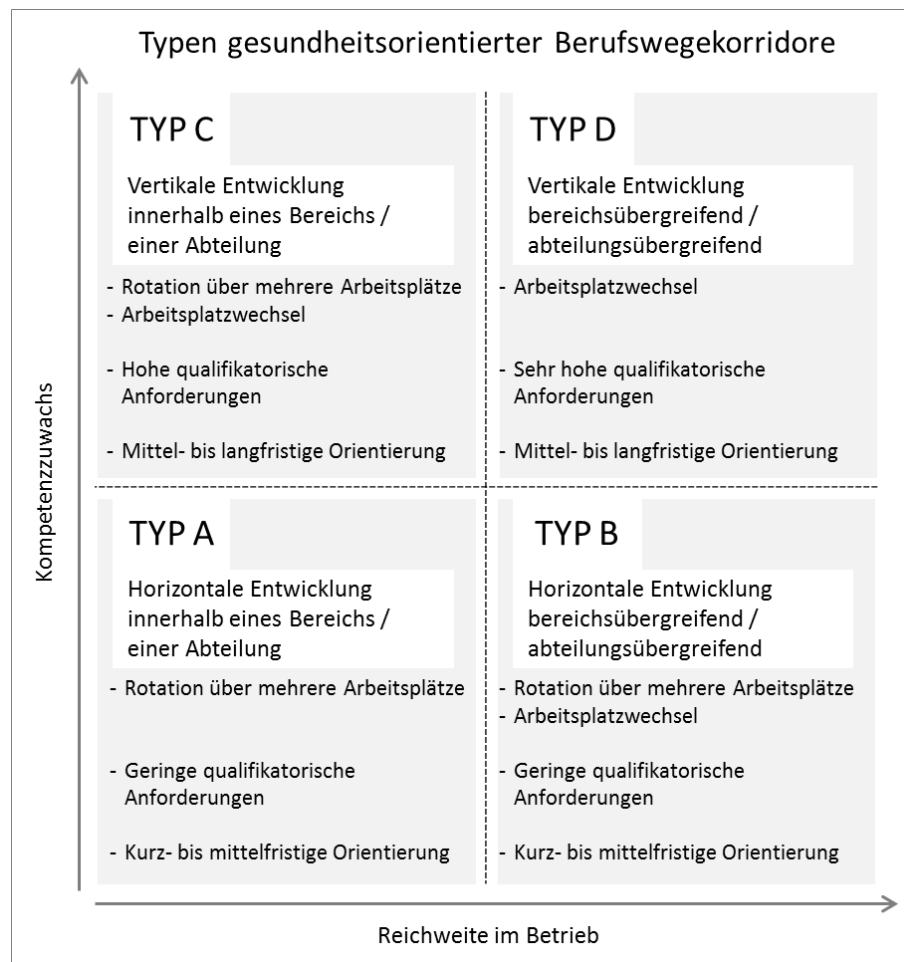 Typen gesundheitsorientierter Berufswegekorridore
Kompetenzzuwachs
TYP C
Vertikale Entwicklung
innerhalb eines Bereichs /
einer Abteilung
- Rotation über mehrere Arbeitsplätze
- Arbeitsplatzwechsel
- Hohe qualifikatorische
Anforderungen
- Mittel- bis langfristige Orientierung
TYP D
Vertikale Entwicklung
bereichsübergreifend /
abteilungsübergreifend
- Arbeitsplatzwechsel
- Sehr hohe qualifikatorische
Anforderungen
- Mittel- bis langfristige Orientierung
TYP A
Horizontale Entwicklung
innerhalb eines Bereichs /
einer Abteilung
- Rotation über mehrere Arbeitsplätze
- Geringe qualifikatorische
Anforderungen
- Kurz- bis mittelfristige Orientierung
TYP B
Horizontale Entwicklung
bereichsübergreifend /
abteilungsübergreifend
- Rotation über mehrere Arbeitsplätze
- Arbeitsplatzwechsel
- Geringe qualifikatorische
Anforderungen
- Kurz- bis mittelfristige Orientierung
Reichweite im Betrieb